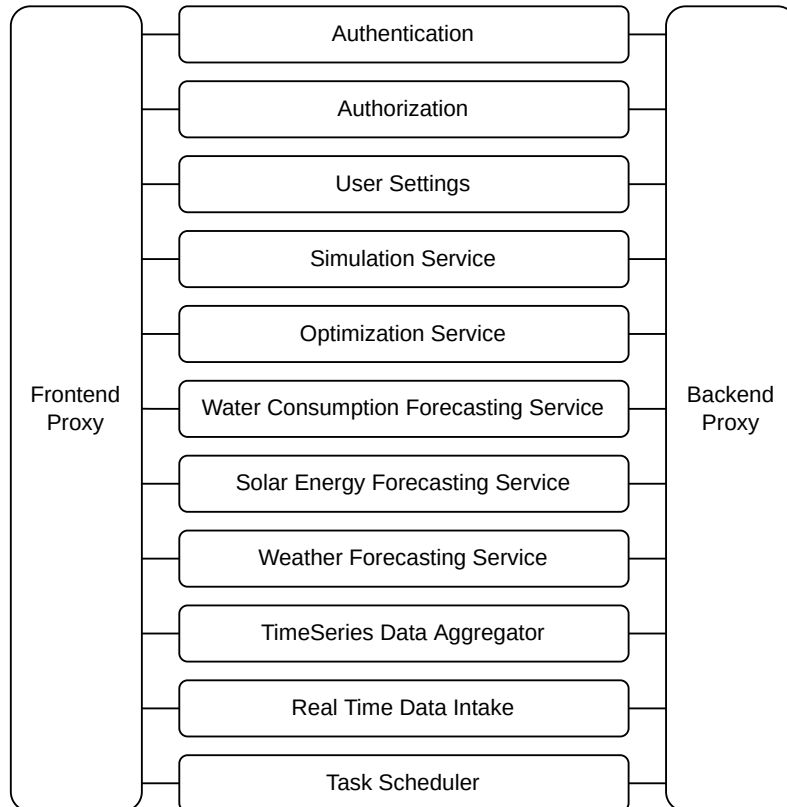 Authentication
Authorization
User Settings
Simulation Service
Optimization Service
Frontend
Proxy
Water Consumption Forecasting Service
Backend
Proxy
Solar Energy Forecasting Service
Weather Forecasting Service
TimeSeries Data Aggregator
Real Time Data Intake
Task Scheduler